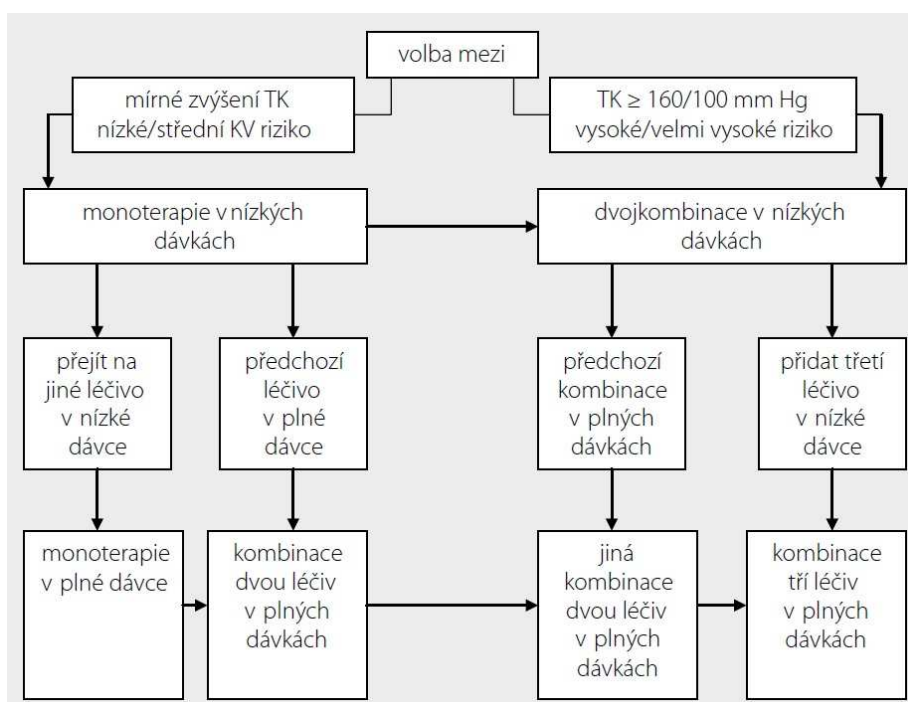 volba mezi
mírné zvýšení TK
nízké/střední KV riziko
TK ≥ 160/100 mm Hg
vysoké/velmi vysoké riziko
monoterapie v nízkých
dávkách
dvojkombinace v nízkých
dávkách
přejít na
jiné léčivo
v nízké
dávce
předchozí
léčivo
v plné
dávce
předchozí
kombinace
v plných
dávkách
přidat třetí
léčivo
v nízké
dávce
monoterapie
v plné dávce
kombinace
dvou léčiv
v plných
dávkách
jiná
kombinace
dvou léčiv
v plných
dávkách
kombinace
tří léčiv
v plných
dávkách